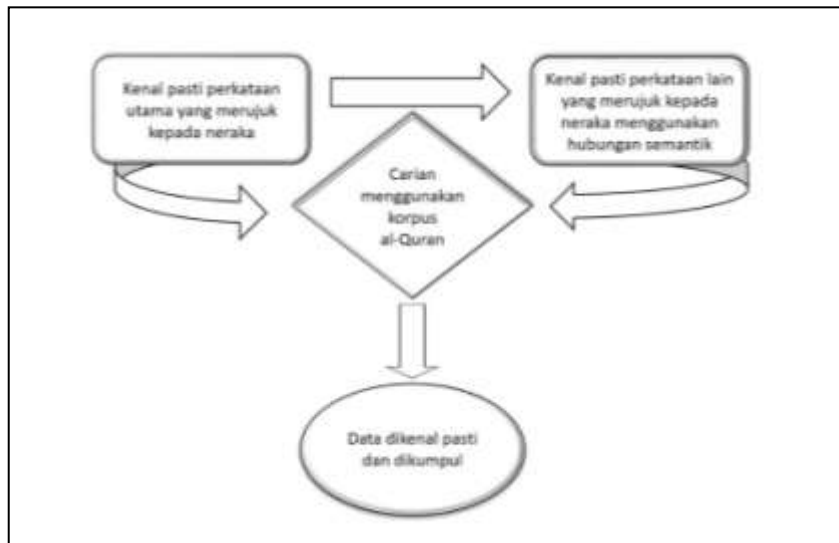 Kenal pasti perkataan
utama yang merujuk
kepada neraka
Kenal pasti perkataan lain
yang merujuk kepada
neraka menggunakan
hubungan semantik
Carian
menggunakan
korpus
al-Quran
Data dikenal pasti
dan dikumpul